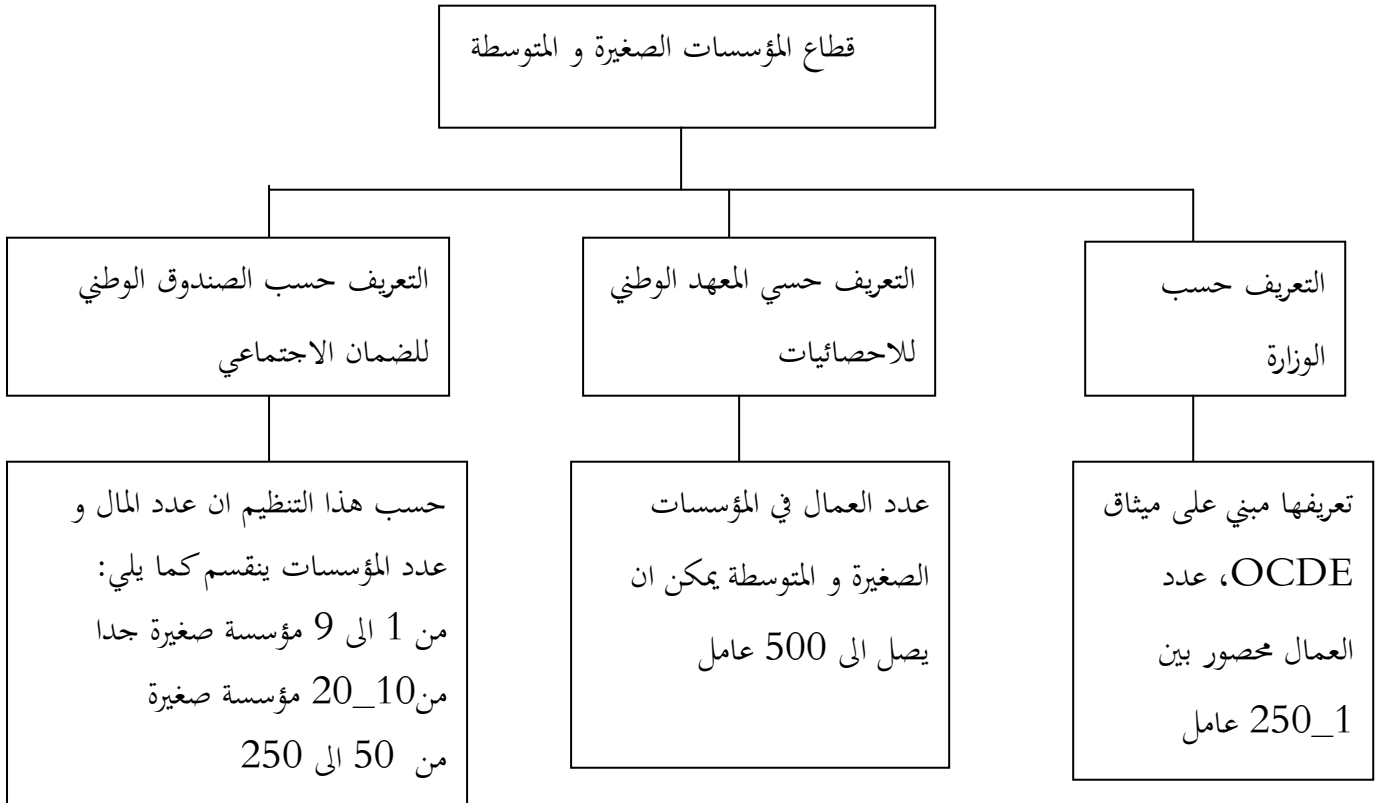 قطاع المؤسسات الصغيرة و المتوسطة
التعريف حسب
الوزارة
التعريف حسي المعهد الوطني
للاحصائيات
التعريف حسب الصندوق الوطني
للضمان الاجتماعي
تعريفها مبني على ميثاق
OCDE، عدد
العمال محصور بين
1_250 عامل
عدد العمال في المؤسسات
الصغيرة و المتوسطة يمكن ان
يصل الى 500 عامل
حسب هذا التنظيم ان عدد المال و
عدد المؤسسات ينقسم كما يلي:
من 1 الى 9 مؤسسة صغيرة جدا
من10_20 مؤسسة صغيرة
من 50 الى 250